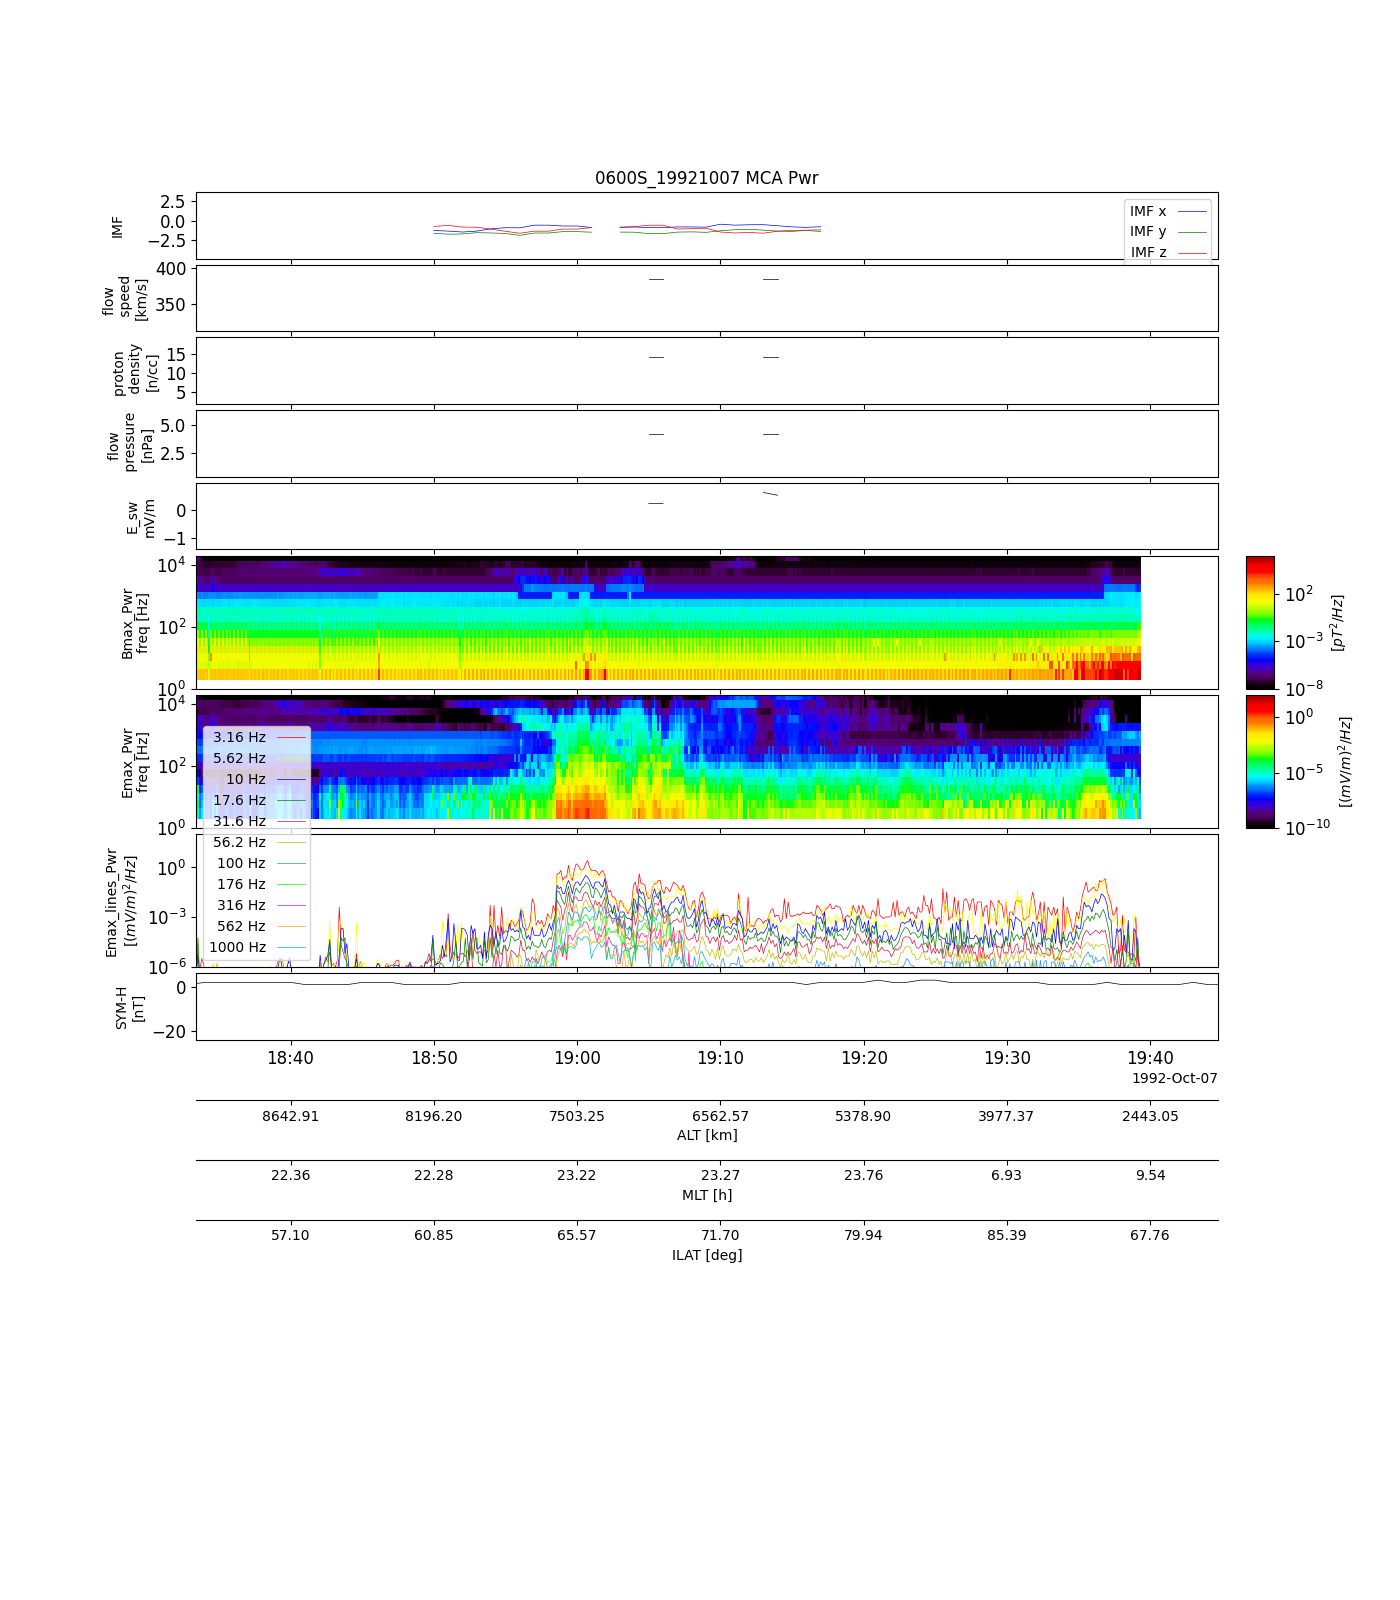 0600S_19921007 MCA Pwr
IMF
2.5
0.0
−2.5
IMF x
IMF y
IMF z
flow
speed
[km/s]
400
350
proton
density
[n/cc]
15
10
5
flow
pressure
[nPa]
5.0
2.5
E_sw
mV/m
0
−1
Bmax_Pwr
freq [Hz]
10^4
10^2
10^0
10^2
10^−3
10^−8
[pT^2/Hz]
Emax_Pwr
freq [Hz]
10^4
10^2
10^0
10^0
10^−5
10^−10
[(mV/m)^2/Hz]
3.16 Hz
5.62 Hz
10 Hz
17.6 Hz
31.6 Hz
56.2 Hz
100 Hz
176 Hz
316 Hz
562 Hz
1000 Hz
Emax_lines_Pwr
[(mV/m)^2/Hz]
10^0
10^−3
10^−6
SYM-H
[nT]
0
−20
18:40 18:50 19:00 19:10 19:20 19:30 19:40
1992-Oct-07
8642.91 8196.20 7503.25 6562.57 5378.90 3977.37 2443.05
ALT [km]
22.36 22.28 23.22 23.27 23.76 6.93 9.54
MLT [h]
57.10 60.85 65.57 71.70 79.94 85.39 67.76
ILAT [deg]